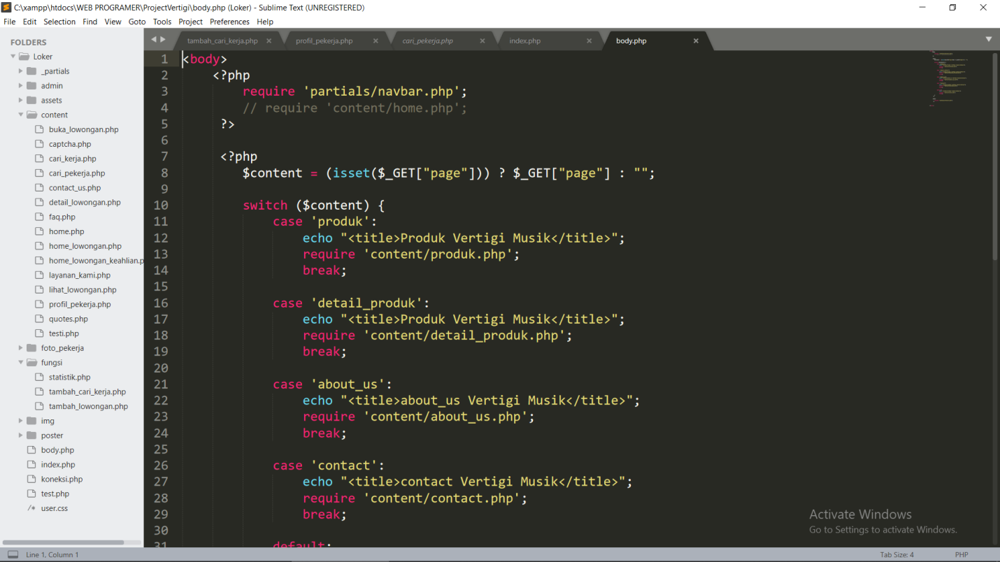 C:\xampp\htdocs\WEB PROGRAMER\ProjectVertigi\body.php (Loker) - Sublime Text (UNREGISTERED)
File Edit Selection Find View Goto Tools Project Preferences Help
FOLDERS
Loker
_partials
admin
assets
content
buka_lowongan.php
captcha.php
cari_kerja.php
cari_pekerja.php
contact_us.php
detail_lowongan.php
faq.php
home.php
home_lowongan.php
home_lowongan_keahlian.p
layanan_kami.php
lihat_lowongan.php
profil_pekerja.php
quotes.php
testi.php
foto_pekerja
fungsi
statistik.php
tambah_cari_kerja.php
tambah_lowongan.php
img
poster
body.php
index.php
koneksi.php
test.php
/* user.css
tambah_cari_kerja.php × profil_pekerja.php × cari_pekerja.php × index.php × body.php ×
1 <body>
2 <?php
3 require 'partials/navbar.php';
4 // require 'content/home.php';
5 ?>
6
7 <?php
8 $content = (isset($_GET["page"])) ? $_GET["page"] : "";
9
10 switch ($content) {
11 case 'produk':
12 echo "<title>Produk Vertigi Musik</title>";
13 require 'content/produk.php';
14 break;
15
16 case 'detail_produk':
17 echo "<title>Produk Vertigi Musik</title>";
18 require 'content/detail_produk.php';
19 break;
20
21 case 'about_us':
22 echo "<title>about_us Vertigi Musik</title>";
23 require 'content/about_us.php';
24 break;
25
26 case 'contact':
27 echo "<title>contact Vertigi Musik</title>";
28 require 'content/contact.php';
29 break;
30
31 default:
Activate Windows
Go to Settings to activate Windows.
Line 1, Column 1 Tab Size: 4 PHP